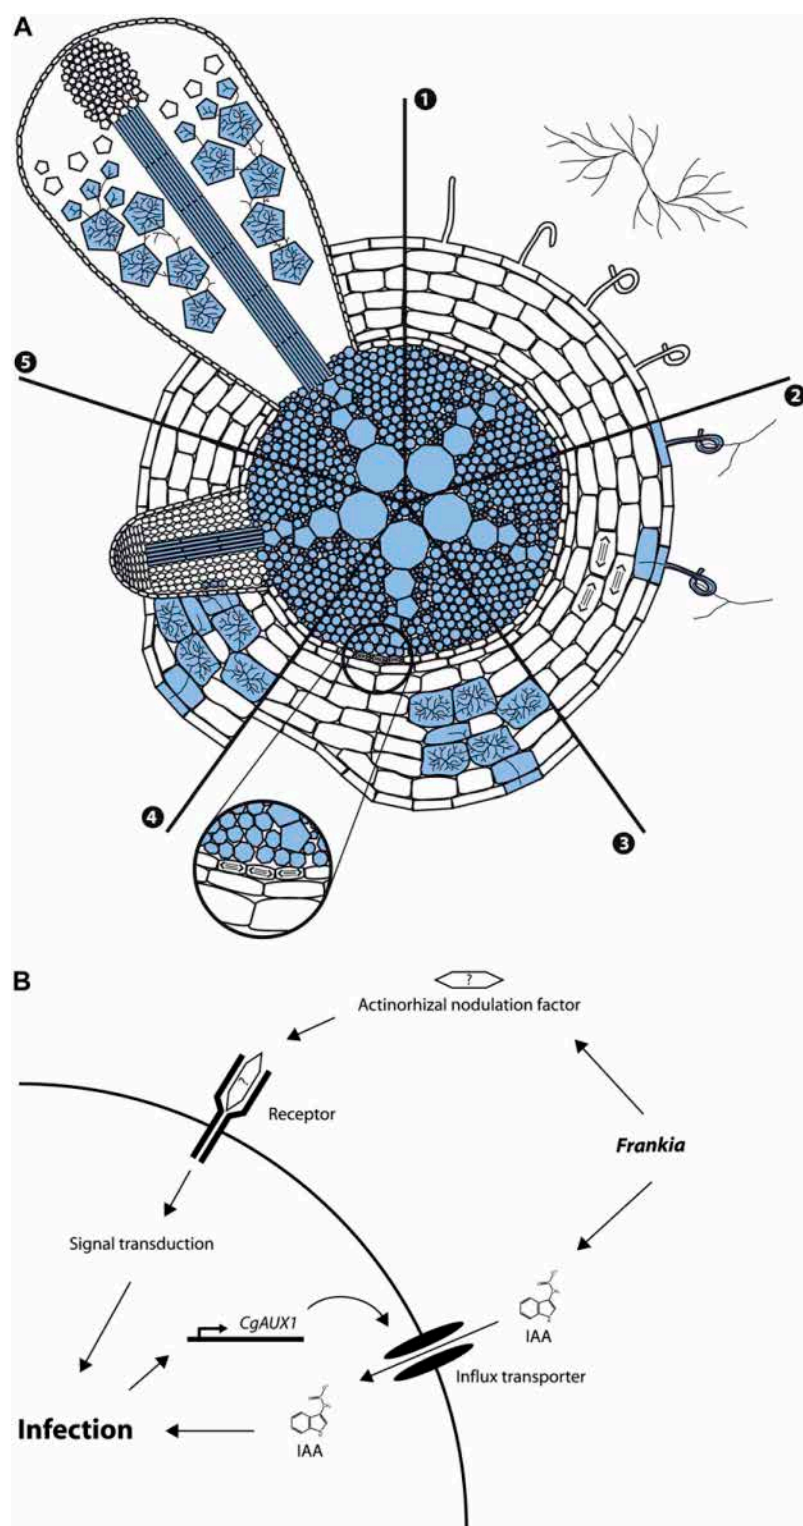 A
1
2
5
4
3
B
?
Actinorhizal nodulation factor
?
Receptor
Frankia
Signal transduction
CgAUX1
IAA
Influx transporter
Infection
IAA